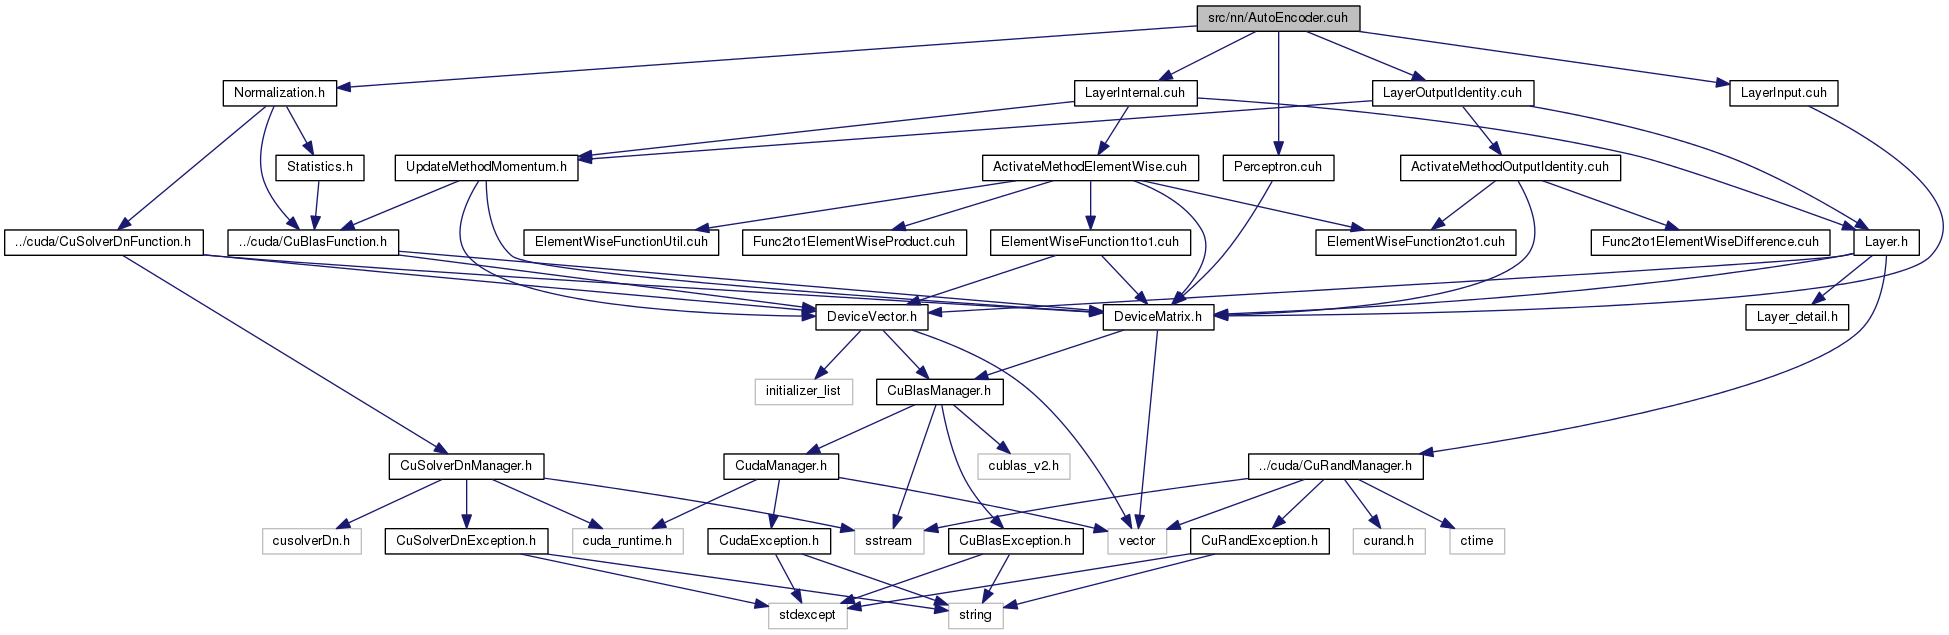 src/nn/AutoEncoder.cuh
Normalization.h
LayerInternal.cuh
LayerOutputIdentity.cuh
LayerInput.cuh
Statistics.h
UpdateMethodMomentum.h
ActivateMethodElementWise.cuh
Perceptron.cuh
ActivateMethodOutputIdentity.cuh
../cuda/CuSolverDnFunction.h
../cuda/CuBlasFunction.h
ElementWiseFunctionUtil.cuh
Func2to1ElementWiseProduct.cuh
ElementWiseFunction1to1.cuh
ElementWiseFunction2to1.cuh
Func2to1ElementWiseDifference.cuh
Layer.h
DeviceVector.h
DeviceMatrix.h
Layer_detail.h
initializer_list
CuBlasManager.h
CuSolverDnManager.h
CudaManager.h
cublas_v2.h
../cuda/CuRandManager.h
cusolverDn.h
CuSolverDnException.h
cuda_runtime.h
CudaException.h
sstream
CuBlasException.h
vector
CuRandException.h
curand.h
ctime
stdexcept
string